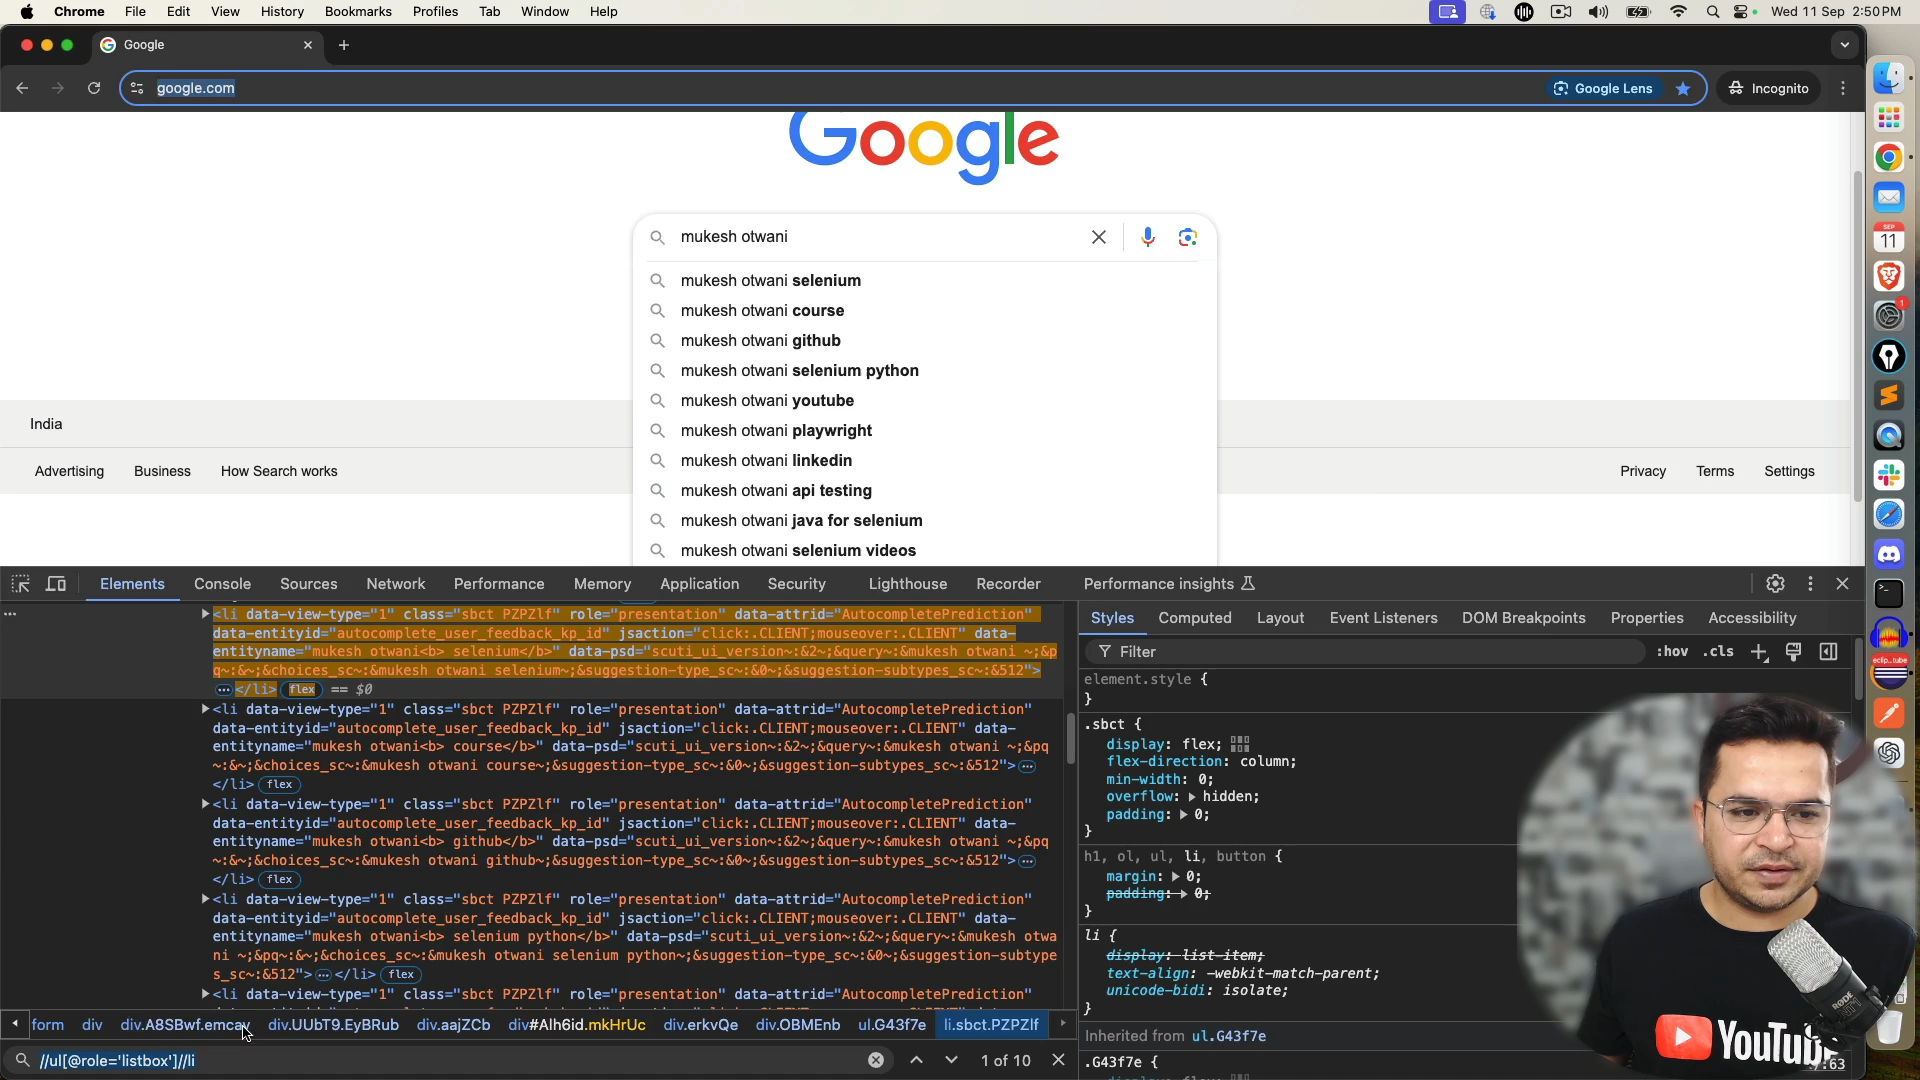 Chrome File Edit View History Bookmarks Profiles Tab Window Help
Wed 11 Sep 2:50 PM
Google
google.com
Google Lens
Incognito
Google
mukesh otwani
mukesh otwani selenium
mukesh otwani course
mukesh otwani github
mukesh otwani selenium python
mukesh otwani youtube
mukesh otwani playwright
mukesh otwani linkedin
mukesh otwani api testing
mukesh otwani java for selenium
mukesh otwani selenium videos
India
Advertising Business How Search works
Privacy Terms Settings
SEP
11
1
Elements Console Sources Network Performance Memory Application Security Lighthouse Recorder Performance insights
<li data-view-type="1" class="sbct PZPZlf" role="presentation" data-attrid="AutocompletePrediction"
data-entityid="autocomplete_user_feedback_kp_id" jsaction="click:.CLIENT;mouseover:.CLIENT" data-
entityname="mukesh otwani<b> selenium</b>" data-psd="scuti_ui_version~:&2~;&query~:&mukesh otwani ~;&p
q~:&~;&choices_sc~:&mukesh otwani selenium~;&suggestion-type_sc~:&0~;&suggestion-subtypes_sc~:&512">
</li> flex == $0
<li data-view-type="1" class="sbct PZPZlf" role="presentation" data-attrid="AutocompletePrediction"
data-entityid="autocomplete_user_feedback_kp_id" jsaction="click:.CLIENT;mouseover:.CLIENT" data-
entityname="mukesh otwani<b> course</b>" data-psd="scuti_ui_version~:&2~;&query~:&mukesh otwani ~;&pq
~:&~;&choices_sc~:&mukesh otwani course~;&suggestion-type_sc~:&0~;&suggestion-subtypes_sc~:&512">
</li> flex
<li data-view-type="1" class="sbct PZPZlf" role="presentation" data-attrid="AutocompletePrediction"
data-entityid="autocomplete_user_feedback_kp_id" jsaction="click:.CLIENT;mouseover:.CLIENT" data-
entityname="mukesh otwani<b> github</b>" data-psd="scuti_ui_version~:&2~;&query~:&mukesh otwani ~;&pq
~:&~;&choices_sc~:&mukesh otwani github~;&suggestion-type_sc~:&0~;&suggestion-subtypes_sc~:&512">
</li> flex
<li data-view-type="1" class="sbct PZPZlf" role="presentation" data-attrid="AutocompletePrediction"
data-entityid="autocomplete_user_feedback_kp_id" jsaction="click:.CLIENT;mouseover:.CLIENT" data-
entityname="mukesh otwani<b> selenium python</b>" data-psd="scuti_ui_version~:&2~;&query~:&mukesh otwa
ni ~;&pq~:&~;&choices_sc~:&mukesh otwani selenium python~;&suggestion-type_sc~:&0~;&suggestion-subtype
s_sc~:&512"> </li> flex
<li data-view-type="1" class="sbct PZPZlf" role="presentation" data-attrid="AutocompletePrediction"
form div div.A8SBwf.emcav div.UUbT9.EyBRub div.aajZCb div#Alh6id.mkHrUc div.erkvQe div.OBMEnb ul.G43f7e li.sbct.PZPZlf
//ul[@role='listbox']//li
1 of 10
Styles Computed Layout Event Listeners DOM Breakpoints Properties Accessibility
Filter
:hov .cls
element.style {
}
.sbct {
display: flex;
flex-direction: column;
min-width: 0;
overflow: hidden;
padding: 0;
}
h1, ol, ul, li, button {
margin: 0;
padding: 0;
}
li {
display: list-item;
text-align: -webkit-match-parent;
unicode-bidi: isolate;
}
Inherited from ul.G43f7e
.G43f7e {
YouTube